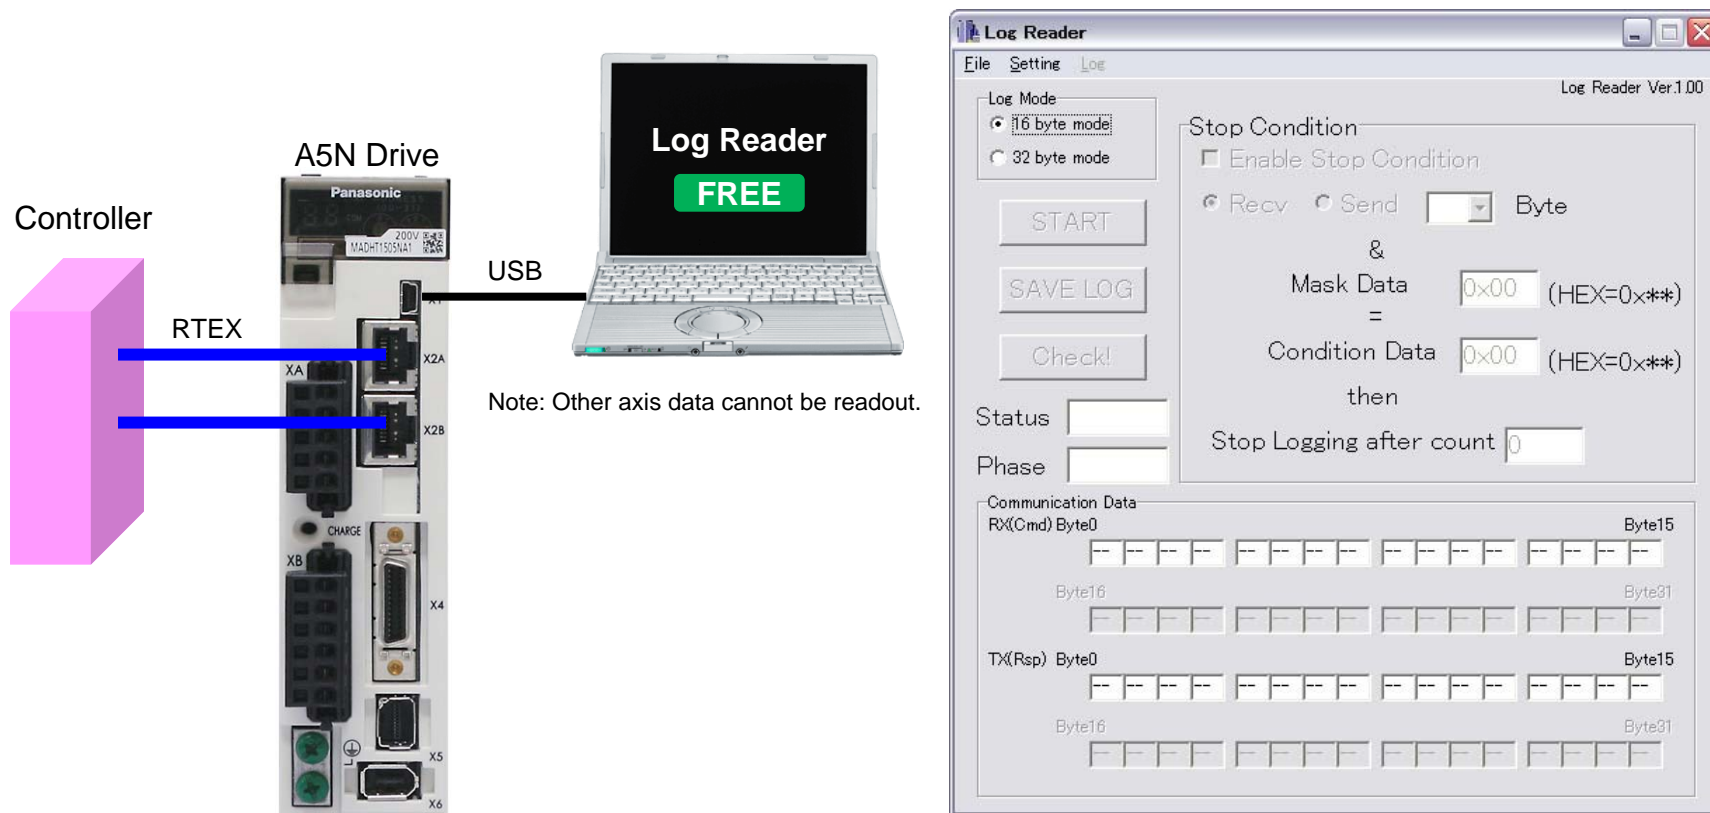 Controller
RTEX
A5N Drive
Panasonic
200V
MADHT1505NA1
X1
X2A
XA
X2B
CHARGE
XB
X4
X5
X6
USB
Log Reader
FREE
Note: Other axis data cannot be readout.
Log Reader
File Setting Log
Log Reader Ver.1.00
Log Mode
16 byte mode
32 byte mode
START
SAVE LOG
Check!
Status
Phase
Stop Condition
Enable Stop Condition
Recv Send Byte
&
Mask Data 0x00 (HEX=0x**)
=
Condition Data 0x00 (HEX=0x**)
then
Stop Logging after count 0
Communication Data
RX(Cmd) Byte0 Byte15
-- -- -- -- -- -- -- -- -- -- -- -- -- -- -- --
Byte16 Byte31
-- -- -- -- -- -- -- -- -- -- -- -- -- -- -- --
TX(Rsp) Byte0 Byte15
-- -- -- -- -- -- -- -- -- -- -- -- -- -- -- --
Byte16 Byte31
-- -- -- -- -- -- -- -- -- -- -- -- -- -- -- --